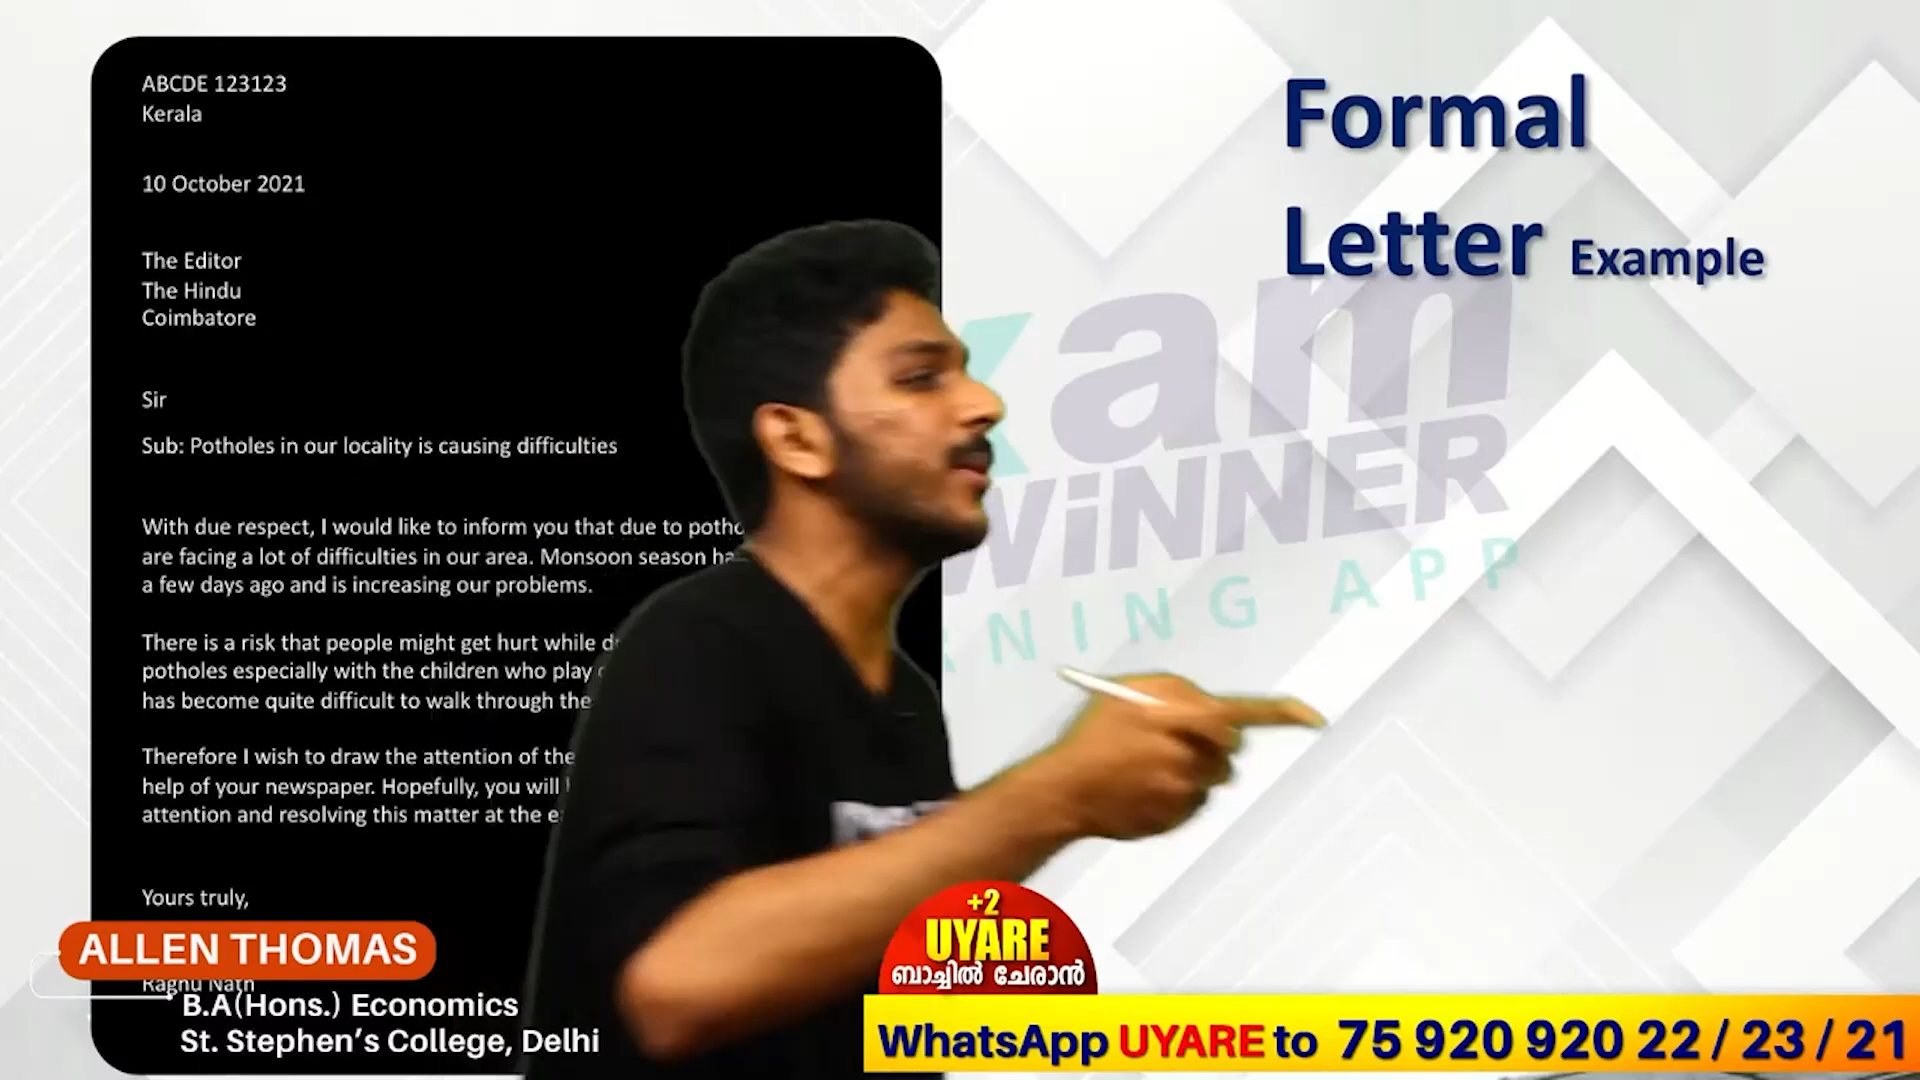 ABCDE 123123
Kerala
10 October 2021
The Editor
The Hindu
Coimbatore
Sir
Sub: Potholes in our locality is causing difficulties
With due respect, I would like to inform you that due to
are facing a lot of difficulties in our area. Monsoon season
a few days ago and is increasing our problems.
There is a risk that people might get hurt while
potholes especially with the children who play
has become quite difficult to walk through the
Therefore I wish to draw the attention of the
help of your newspaper. Hopefully, you will
attention and resolving this matter at the
Yours truly,
Raghu Nath
ALLEN THOMAS
B.A(Hons.) Economics
St. Stephen's College, Delhi
Formal
Letter Example
xam
WiNNER
RNING APP
+2
UYARE
ബാച്ചിൽ ചേരാൻ
WhatsApp UYARE to 75 920 920 22 / 23 / 21